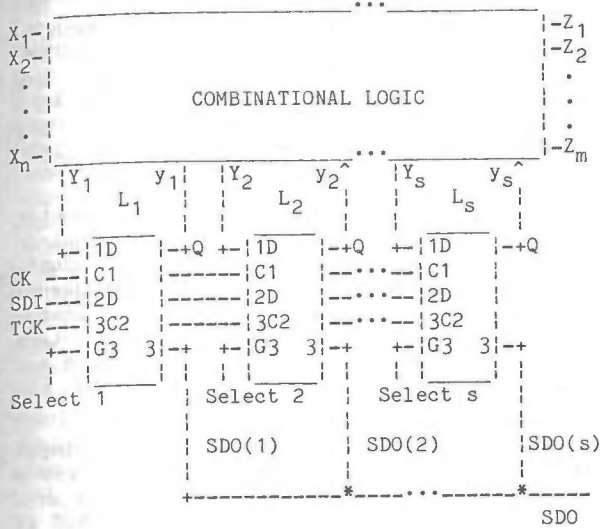 ...
X1 Z1
X2 Z2
COMBINATIONAL LOGIC
Xn ... Zm
Y1 y1 Y2 y2 Ys ys
L1 L2 Ls
1D Q 1D Q 1D Q
CK C1 C1 ... C1
SDI 2D 2D ... 2D
TCK 3C2 3C2 ... 3C2
G3 3 G3 3 G3 3
Select 1 Select 2 Select s
SDO(1) SDO(2) SDO(s)
* ... *
SDO